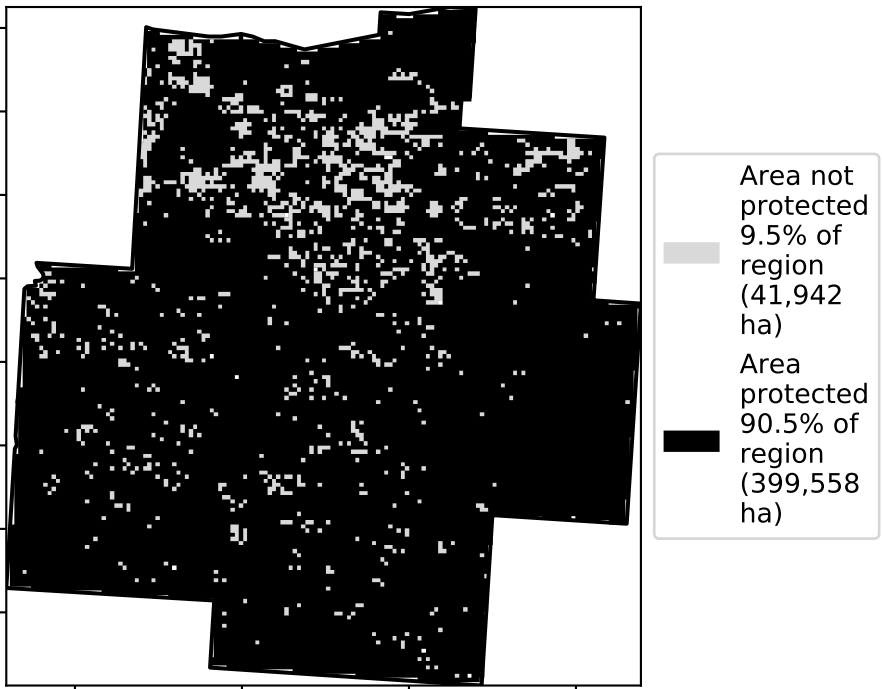 Area not
protected
9.5% of
region
(41,942
ha)
Area
protected
90.5% of
region
(399,558
ha)